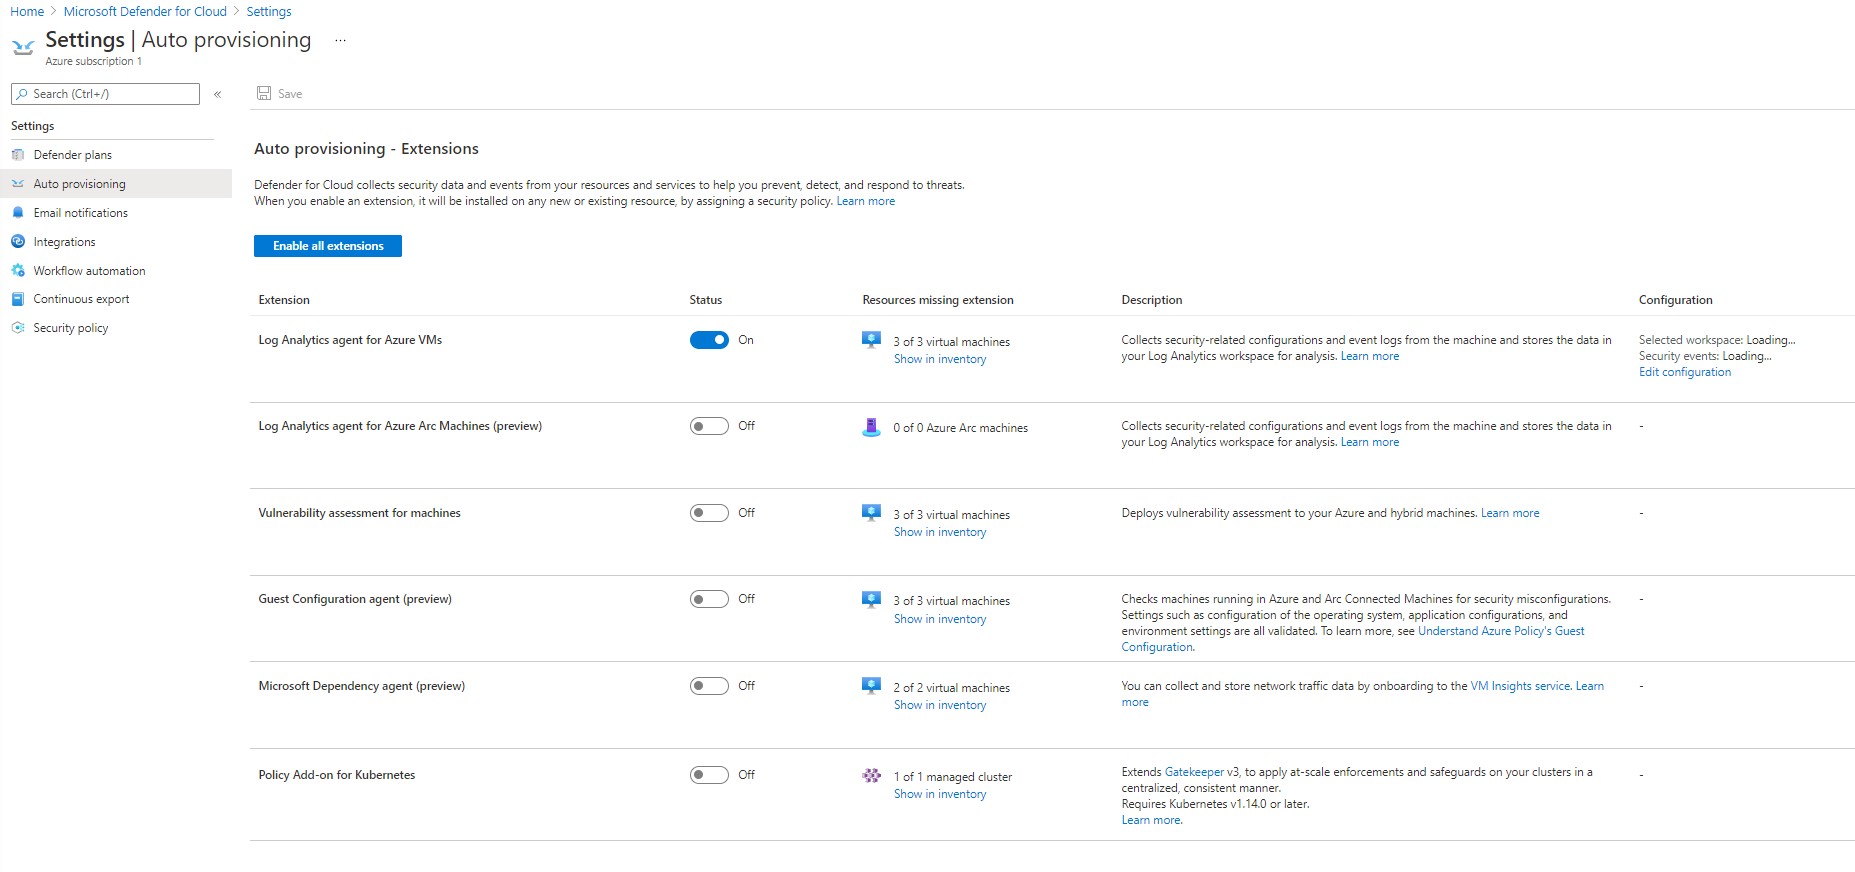 Home > Microsoft Defender for Cloud > Settings
Settings | Auto provisioning ...
Azure subscription 1
Search (Ctrl+/)
«
Save
Settings
Defender plans
Auto provisioning
Email notifications
Integrations
Workflow automation
Continuous export
Security policy
Auto provisioning - Extensions
Defender for Cloud collects security data and events from your resources and services to help you prevent, detect, and respond to threats.
When you enable an extension, it will be installed on any new or existing resource, by assigning a security policy. Learn more
Enable all extensions
Extension Status Resources missing extension Description Configuration
Log Analytics agent for Azure VMs
On
3 of 3 virtual machines
Show in inventory
Collects security-related configurations and event logs from the machine and stores the data in
your Log Analytics workspace for analysis. Learn more
Selected workspace: Loading...
Security events: Loading...
Edit configuration
Log Analytics agent for Azure Arc Machines (preview)
Off
0 of 0 Azure Arc machines
Collects security-related configurations and event logs from the machine and stores the data in
your Log Analytics workspace for analysis. Learn more
-
Vulnerability assessment for machines
Off
3 of 3 virtual machines
Show in inventory
Deploys vulnerability assessment to your Azure and hybrid machines. Learn more
-
Guest Configuration agent (preview)
Off
3 of 3 virtual machines
Show in inventory
Checks machines running in Azure and Arc Connected Machines for security misconfigurations.
Settings such as configuration of the operating system, application configurations, and
environment settings are all validated. To learn more, see Understand Azure Policy's Guest
Configuration.
-
Microsoft Dependency agent (preview)
Off
2 of 2 virtual machines
Show in inventory
You can collect and store network traffic data by onboarding to the VM Insights service. Learn
more
-
Policy Add-on for Kubernetes
Off
1 of 1 managed cluster
Show in inventory
Extends Gatekeeper v3, to apply at-scale enforcements and safeguards on your clusters in a
centralized, consistent manner.
Requires Kubernetes v1.14.0 or later.
Learn more.
-